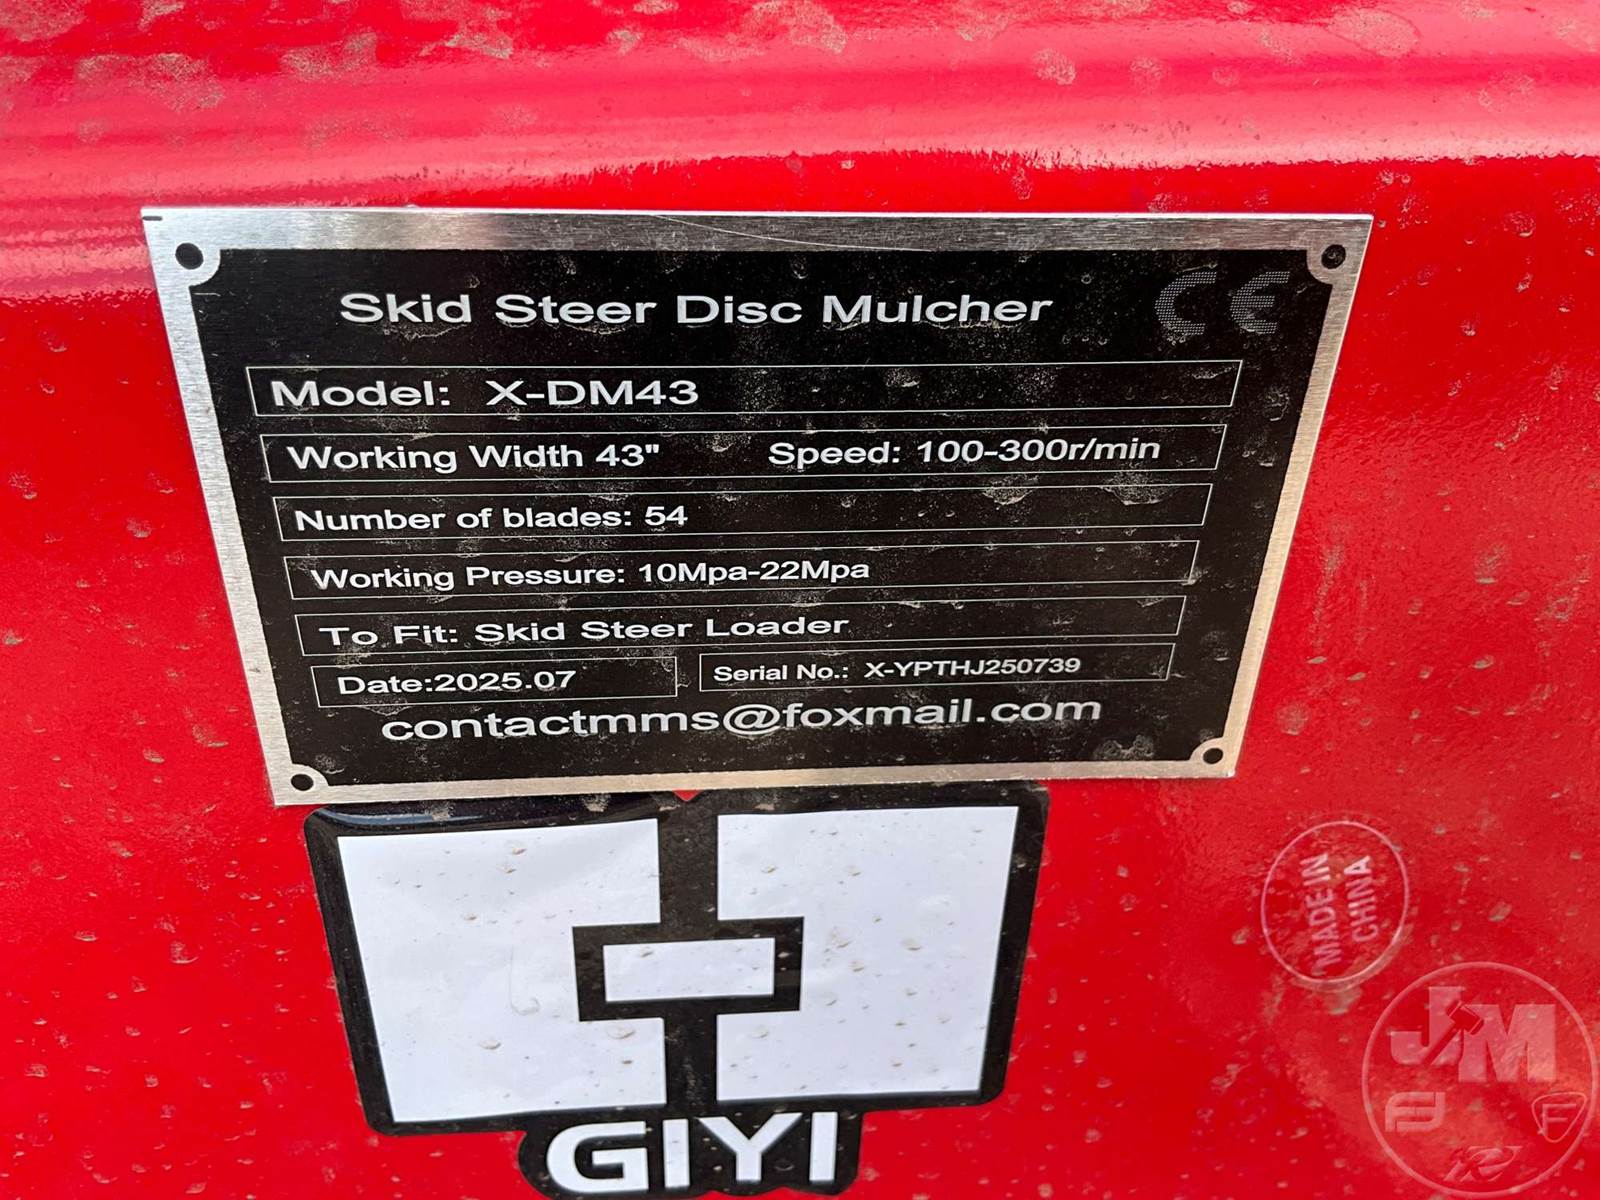 Skid Steer Disc Mulcher CE
Model: X-DM43
Working Width 43" Speed: 100-300r/min
Number of blades: 54
Working Pressure: 10Mpa-22Mpa
To Fit: Skid Steer Loader
Date:2025.07 Serial No.: X-YPTHJ250739
contactmms@foxmail.com
GIYI
MADE IN
CHINA
JM